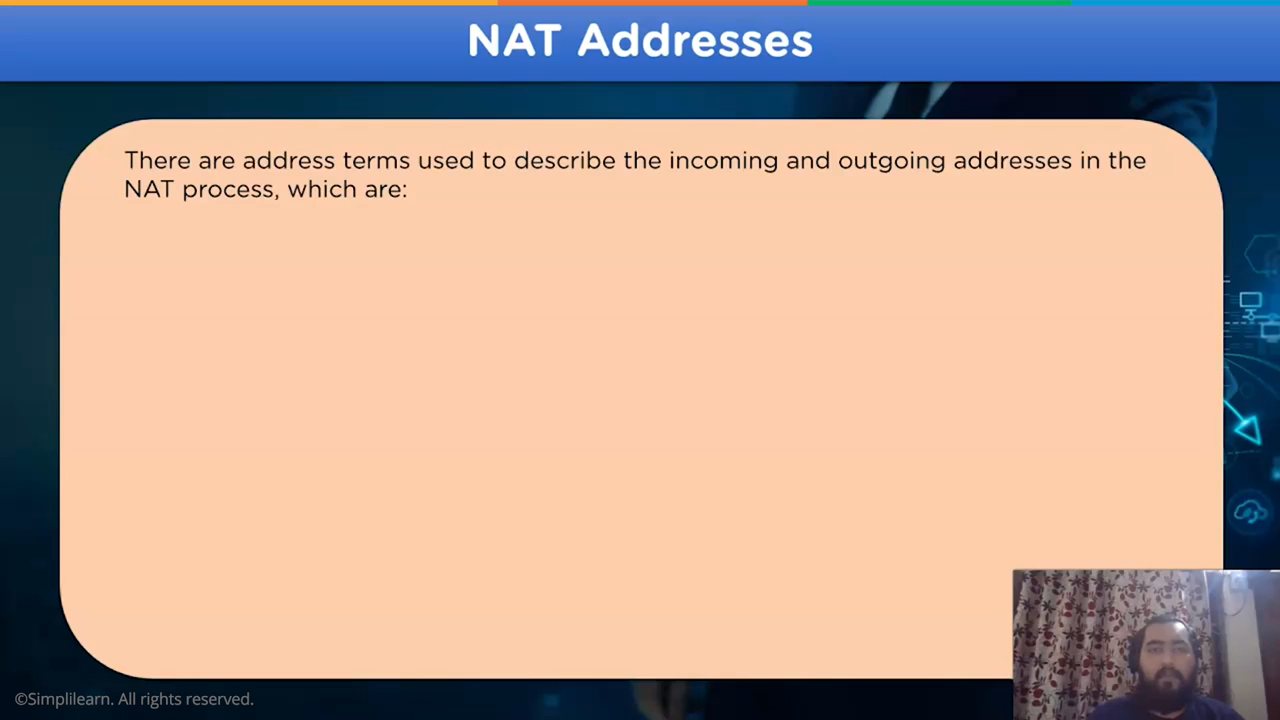 NAT Addresses
There are address terms used to describe the incoming and outgoing addresses in the
NAT process, which are:
©Simplilearn. All rights reserved.